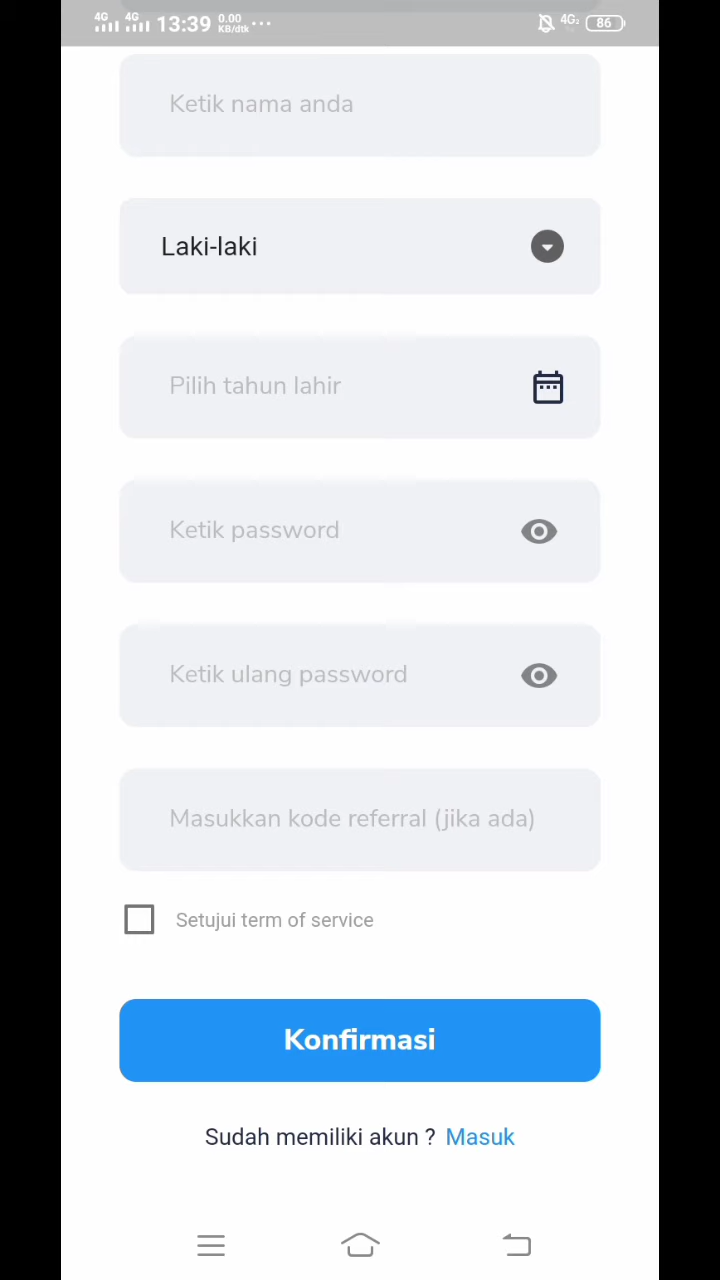 4G 4G 13:39 0.00 KB/dtk ... 4G 86
Ketik nama anda
Laki-laki
Pilih tahun lahir
Ketik password
Ketik ulang password
Masukkan kode referral (jika ada)
Setujui term of service
Konfirmasi
Sudah memiliki akun ? Masuk